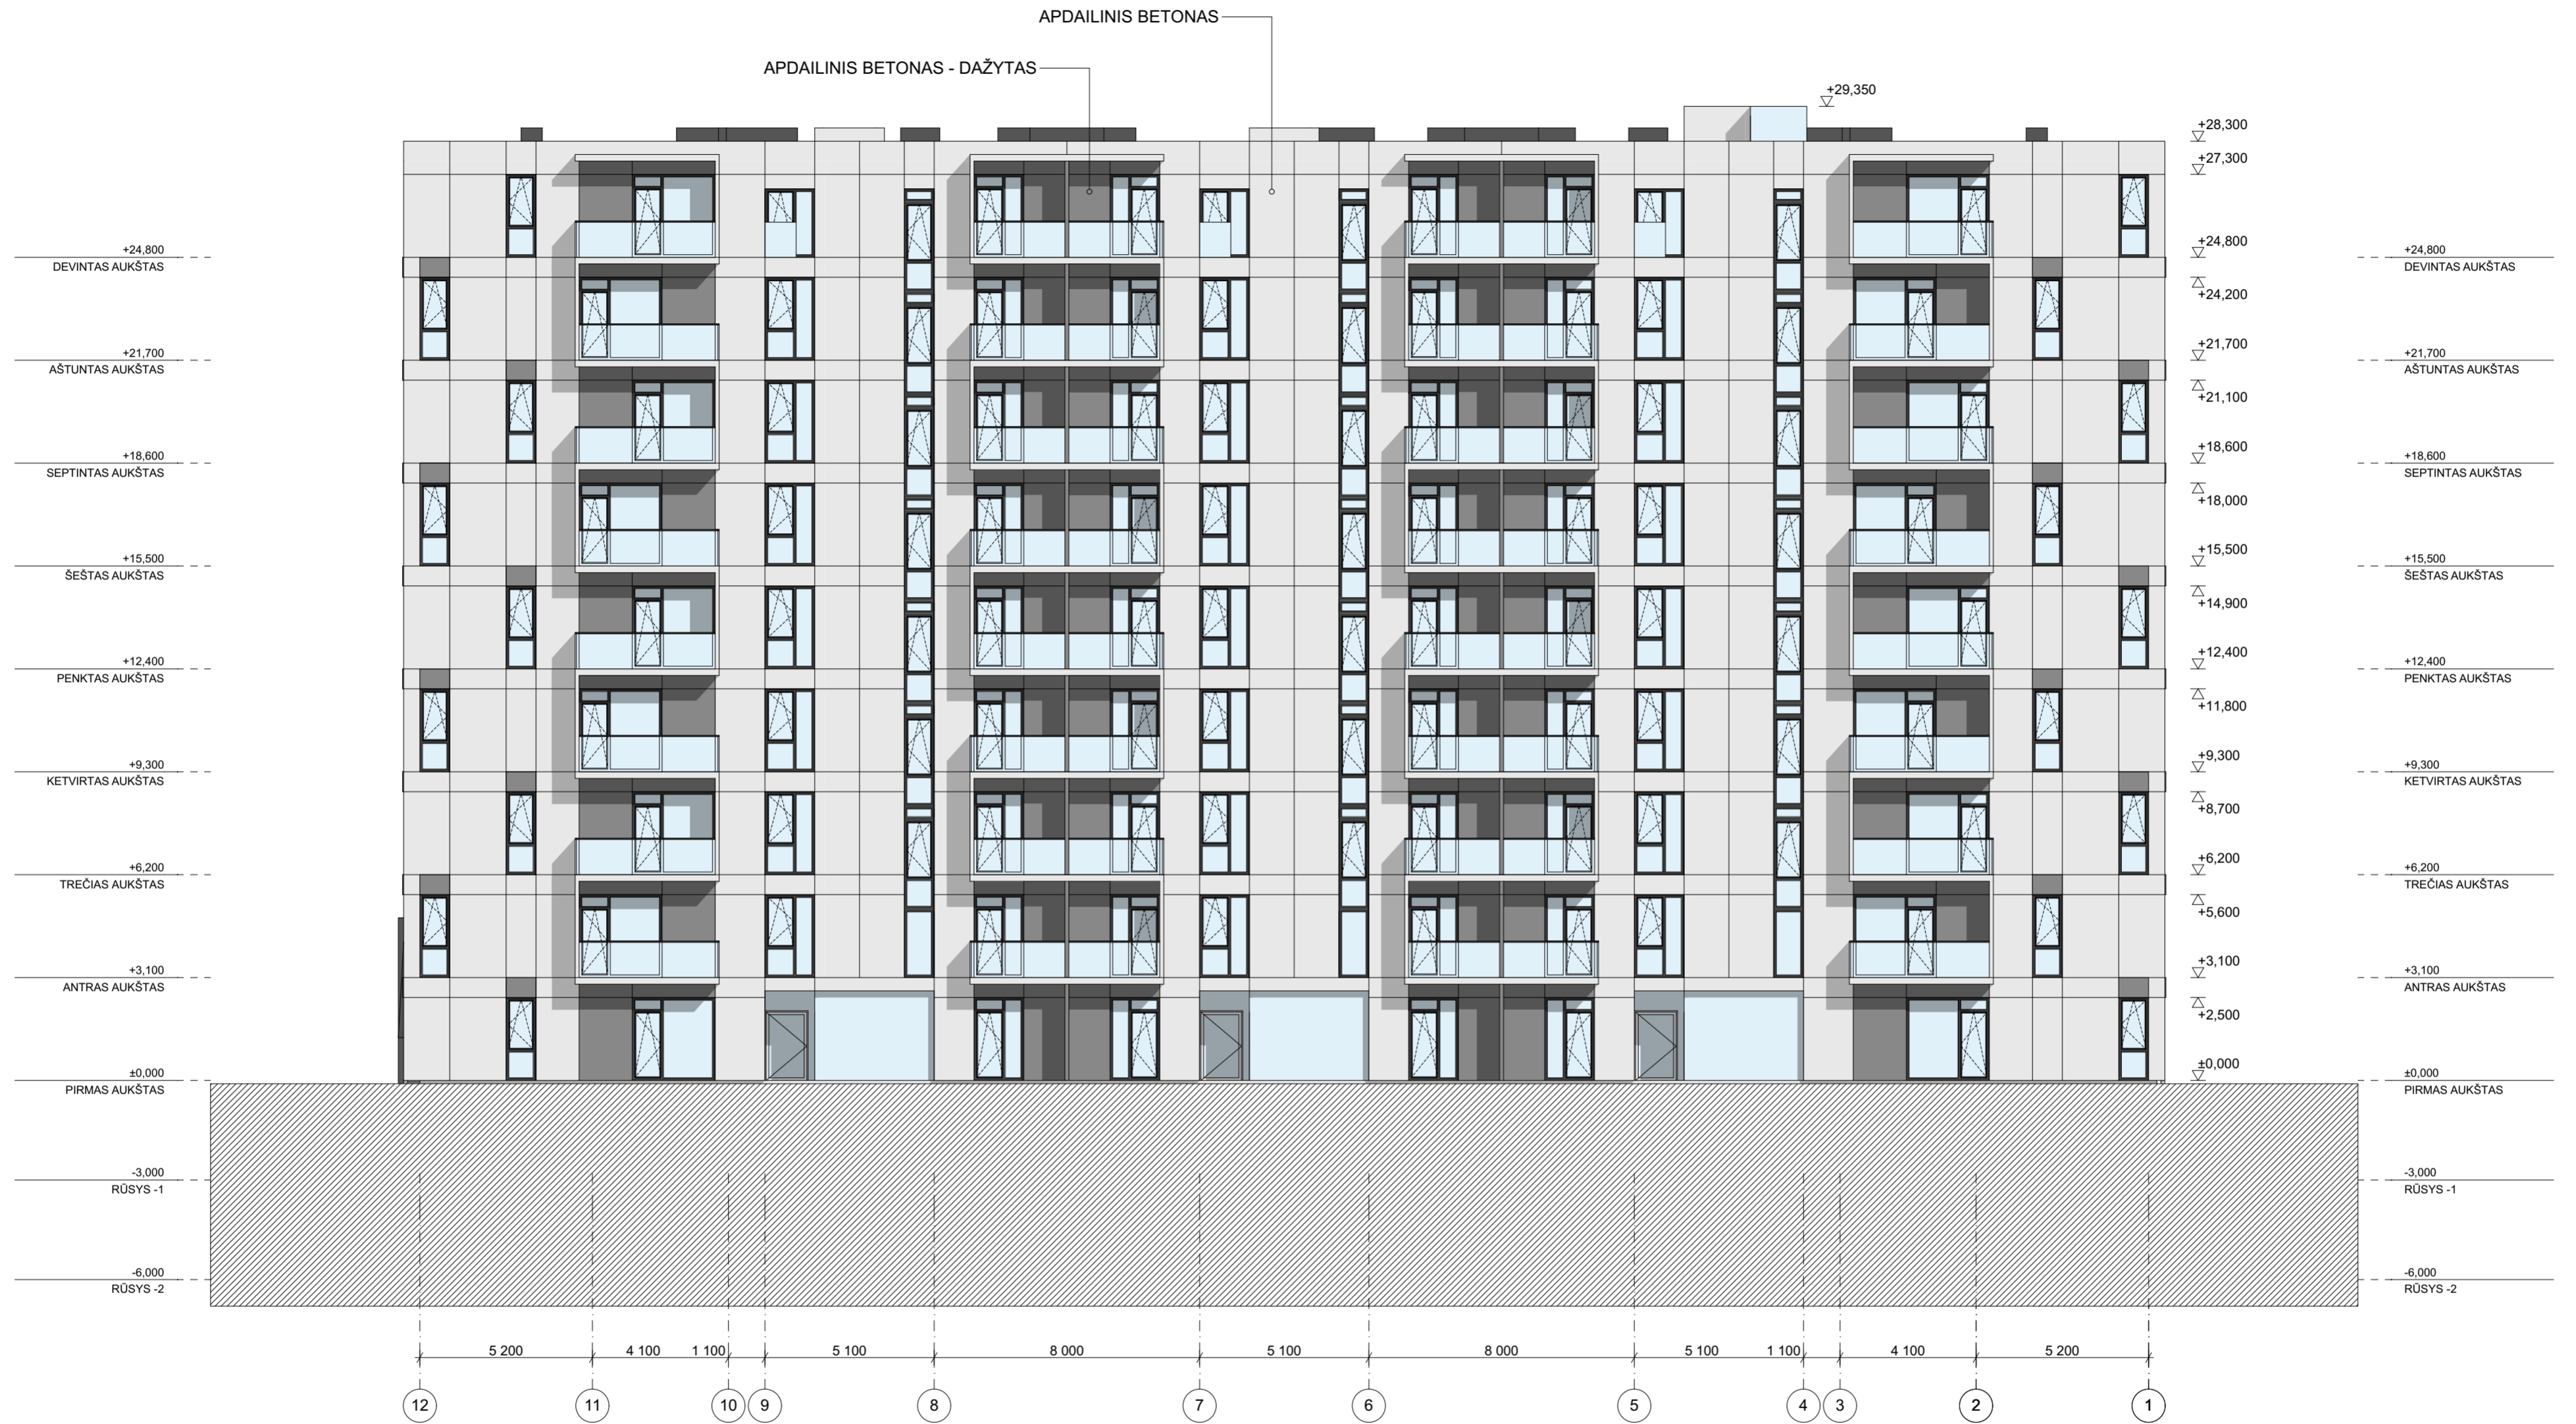 APDAILINIS BETONAS
APDAILINIS BETONAS - DAŽYTAS
+29,350
+28,300
+27,300
+24,800
DEVINTAS AUKŠTAS
+24,800
+24,800
DEVINTAS AUKŠTAS
+24,200
+21,700
AŠTUNTAS AUKŠTAS
+21,700
+21,700
AŠTUNTAS AUKŠTAS
+21,100
+18,600
SEPTINTAS AUKŠTAS
+18,600
+18,600
SEPTINTAS AUKŠTAS
+18,000
+15,500
ŠEŠTAS AUKŠTAS
+15,500
+15,500
ŠEŠTAS AUKŠTAS
+14,900
+12,400
PENKTAS AUKŠTAS
+12,400
+12,400
PENKTAS AUKŠTAS
+11,800
+9,300
KETVIRTAS AUKŠTAS
+9,300
+9,300
KETVIRTAS AUKŠTAS
+8,700
+6,200
TREČIAS AUKŠTAS
+6,200
+6,200
TREČIAS AUKŠTAS
+5,600
+3,100
ANTRAS AUKŠTAS
+3,100
+3,100
ANTRAS AUKŠTAS
+2,500
±0,000
PIRMAS AUKŠTAS
±0,000
±0,000
PIRMAS AUKŠTAS
-3,000
RŪSYS -1
-3,000
RŪSYS -1
-6,000
RŪSYS -2
-6,000
RŪSYS -2
5 200 4 100 1 100 5 100 8 000 5 100 8 000 5 100 1 100 4 100 5 200
12 11 10 9 8 7 6 5 4 3 2 1